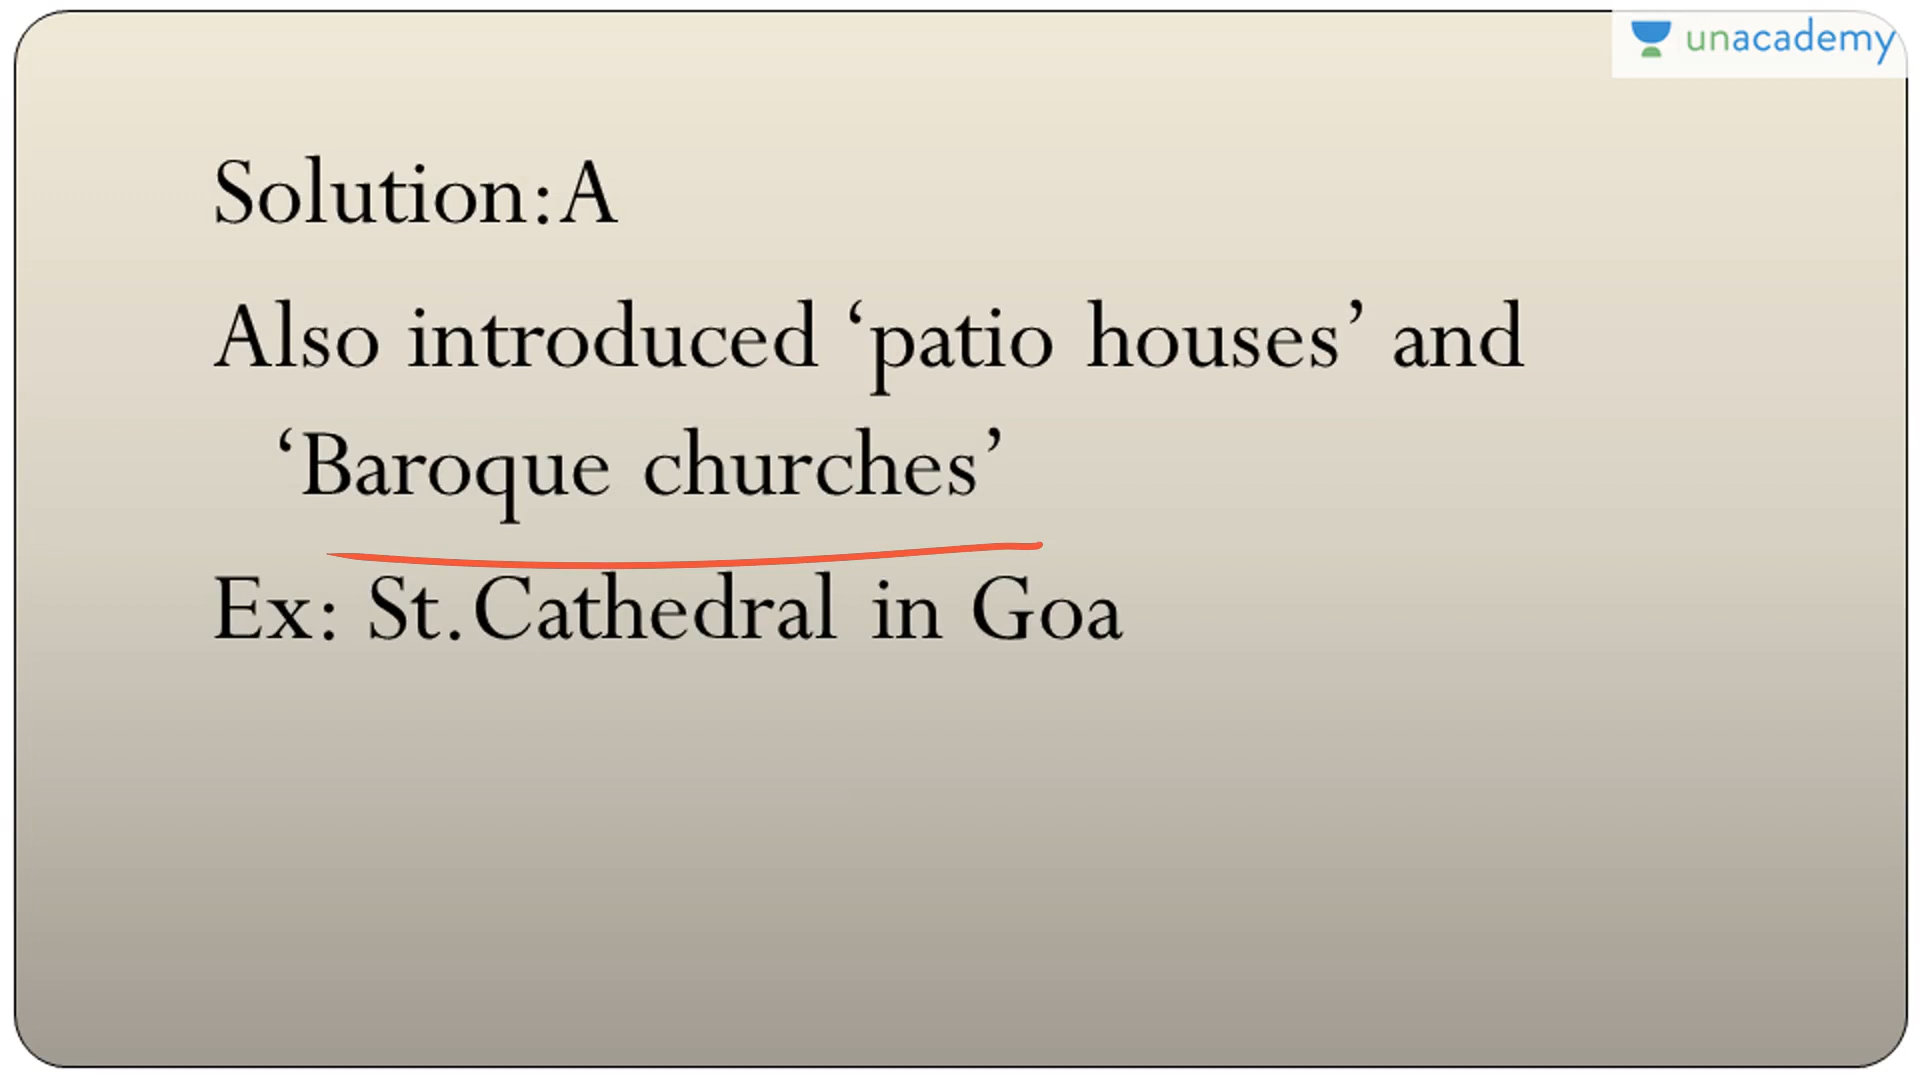 unacademy
Solution:A
Also introduced ‘patio houses’ and
‘Baroque churches’
Ex: St.Cathedral in Goa